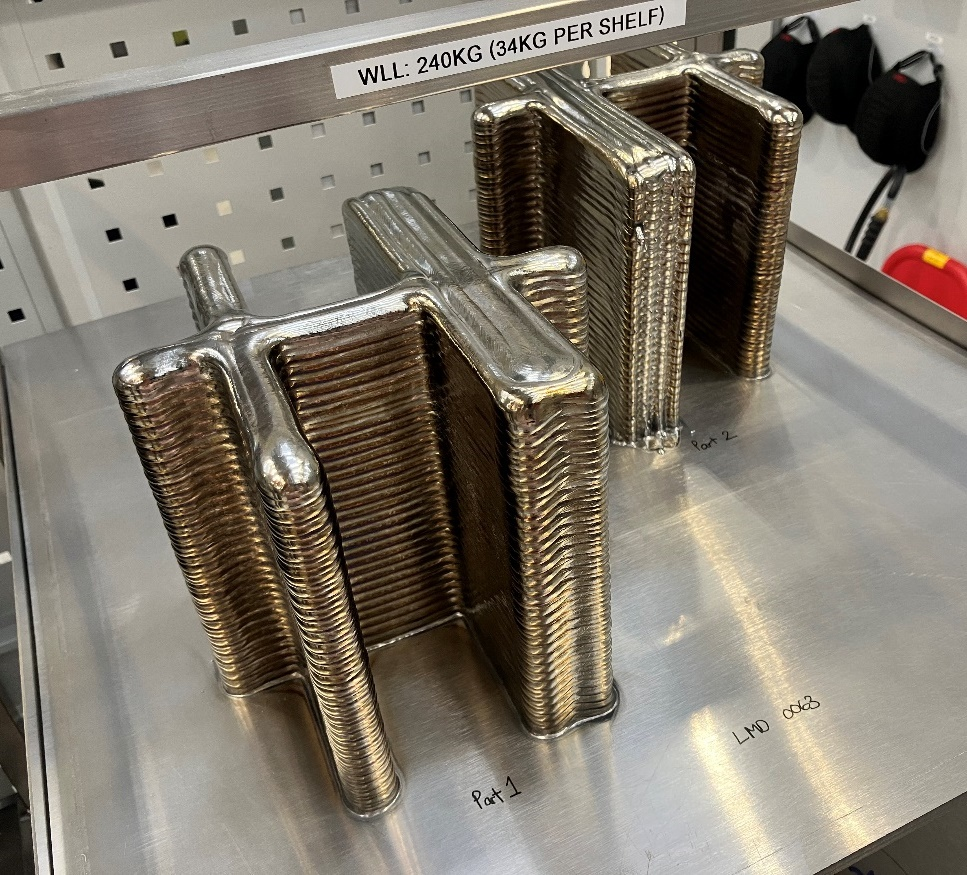 WLL: 240KG (34KG PER SHELF)
Part 2
LMD 0063
Part 1